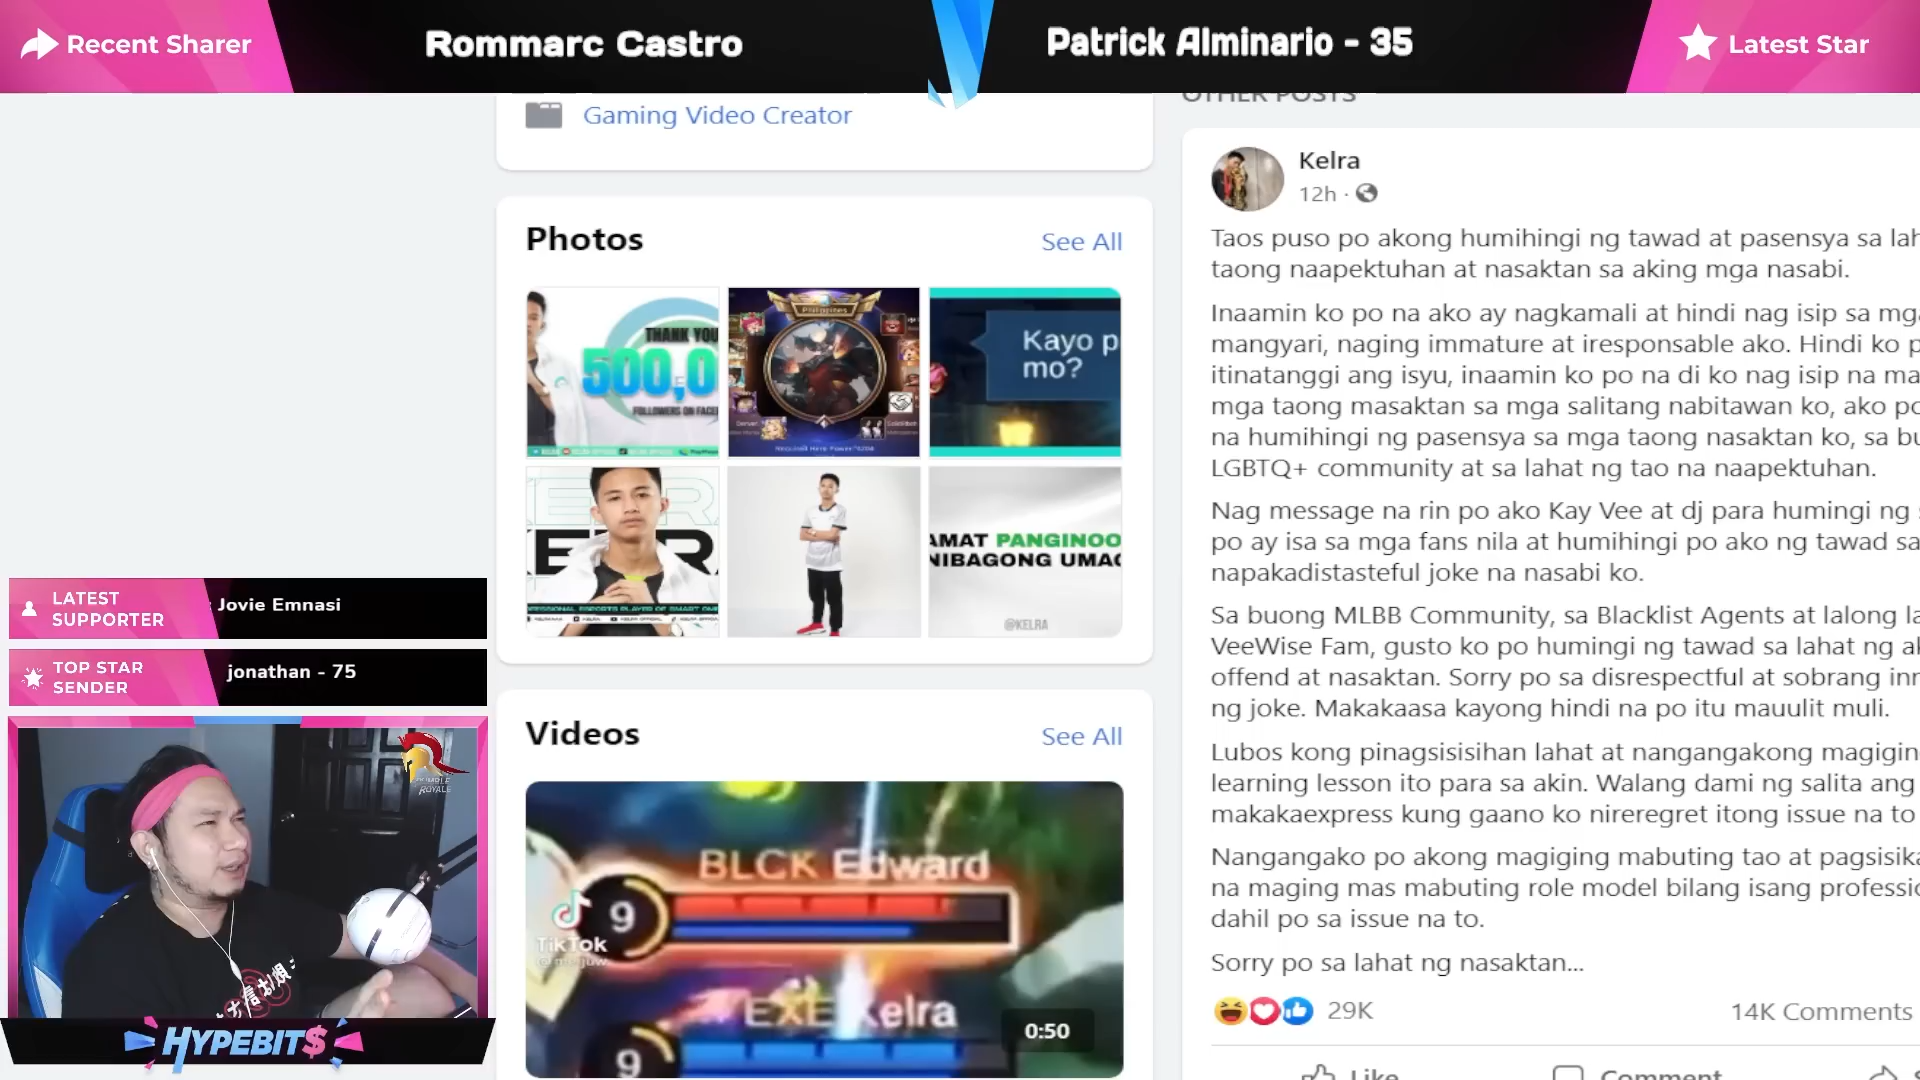 Recent Sharer
Rommarc Castro
Patrick Alminario - 35
Latest Star
Gaming Video Creator
OTHER POSTS
Kelra
12h ·
Photos
See All
THANK YOU
500,0
FOLLOWERS ON FACE
Philippines
Kayo p
mo?
AMAT PANGINOO
NIBAGONG UMAG
@KELRA
Taos puso po akong humihingi ng tawad at pasensya sa lah
taong naapektuhan at nasaktan sa aking mga nasabi.
Inaamin ko po na ako ay nagkamali at hindi nag isip sa mga
mangyari, naging immature at iresponsable ako. Hindi ko p
itinatanggi ang isyu, inaamin ko po na di ko nag isip na ma
mga taong masaktan sa mga salitang nabitawan ko, ako po
na humihingi ng pasensya sa mga taong nasaktan ko, sa bu
LGBTQ+ community at sa lahat ng tao na naapektuhan.
Nag message na rin po ako Kay Vee at dj para humingi ng s
po ay isa sa mga fans nila at humihingi po ako ng tawad sa
napakadistasteful joke na nasabi ko.
Sa buong MLBB Community, sa Blacklist Agents at lalong la
VeeWise Fam, gusto ko po humingi ng tawad sa lahat ng ak
offend at nasaktan. Sorry po sa disrespectful at sobrang inr
ng joke. Makakaasa kayong hindi na po itu mauulit muli.
Lubos kong pinagsisisihan lahat at nangangakong magigin
learning lesson ito para sa akin. Walang dami ng salita ang
makakaexpress kung gaano ko nireregret itong issue na to
Nangangako po akong magiging mabuting tao at pagsisika
na maging mas mabuting role model bilang isang professio
dahil po sa issue na to.
Sorry po sa lahat ng nasaktan...
29K
14K Comments
Like
Comment
S
LATEST
SUPPORTER
: Jovie Emnasi
TOP STAR
SENDER
jonathan - 75
ROYALE
HYPEBIT$
Videos
See All
BLCK Edward
9
TikTok
EXE Kelra
9
0:50